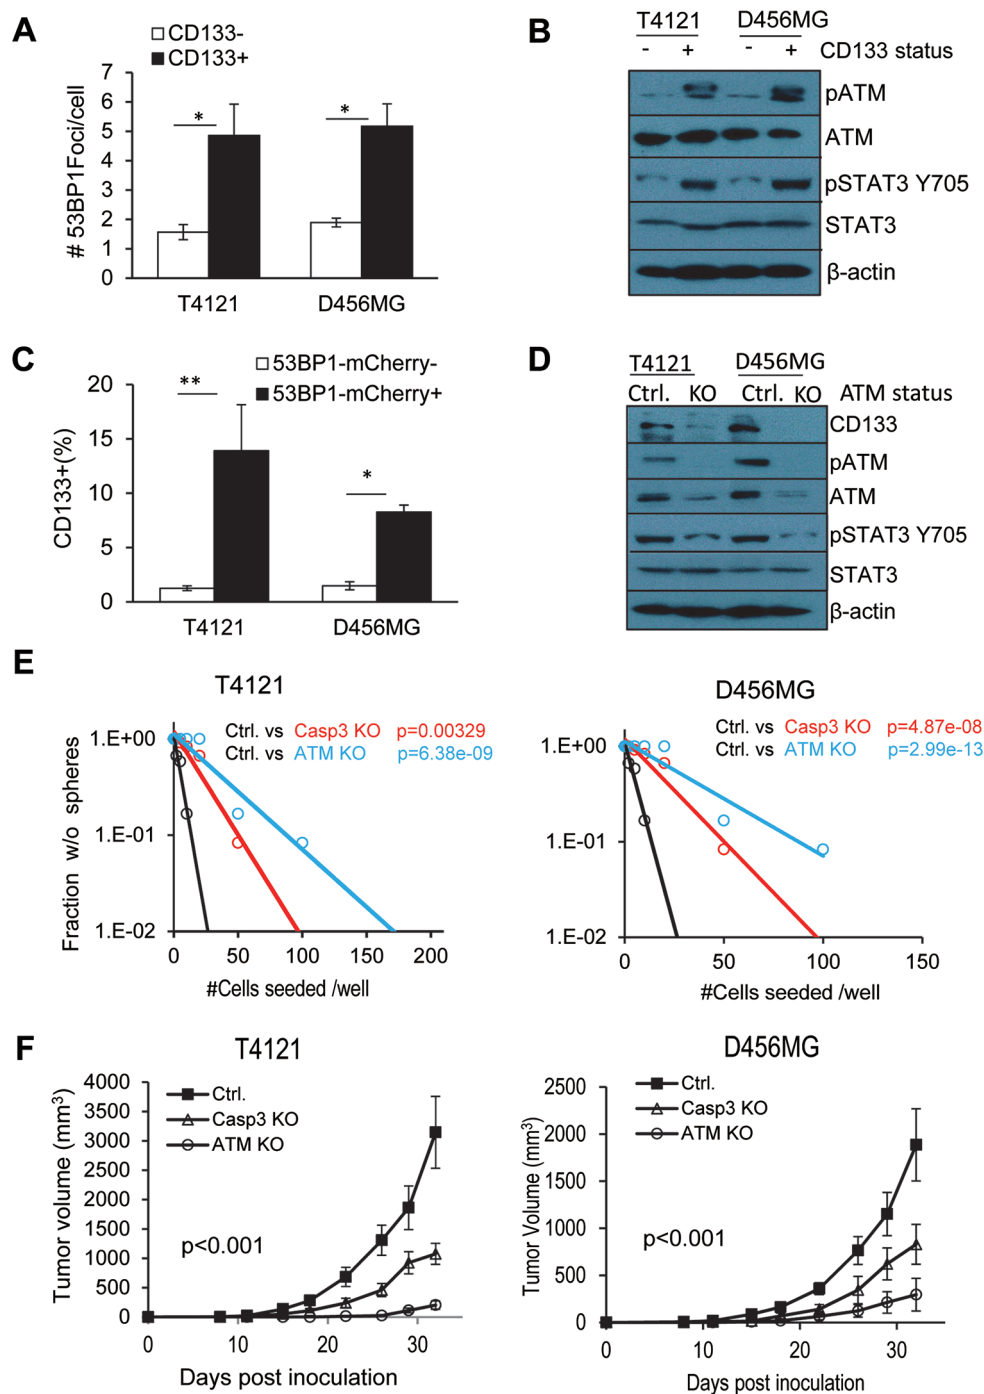 A
CD133-
CD133+
# 53BP1Foci/cell
7
6
5
4
3
2
1
0
*
*
T4121
D456MG
B
T4121 D456MG
- + - + CD133 status
pATM
ATM
pSTAT3 Y705
STAT3
β-actin
C
53BP1-mCherry-
53BP1-mCherry+
CD133+(%)
20
15
10
5
0
**
*
T4121
D456MG
D
T4121 D456MG
Ctrl. KO Ctrl. KO ATM status
CD133
pATM
ATM
pSTAT3 Y705
STAT3
β-actin
E
T4121
Ctrl. vs Casp3 KO p=0.00329
Ctrl. vs ATM KO p=6.38e-09
Fraction w/o spheres
1.E+00
1.E-01
1.E-02
0 50 100 150 200
#Cells seeded /well
D456MG
Ctrl. vs Casp3 KO p=4.87e-08
Ctrl. vs ATM KO p=2.99e-13
1.E+00
1.E-01
1.E-02
0 50 100 150
#Cells seeded /well
F
T4121
Ctrl.
Casp3 KO
ATM KO
Tumor volume (mm³)
4000
3500
3000
2500
2000
1500
1000
500
0
p<0.001
0 10 20 30
Days post inoculation
D456MG
Ctrl.
Casp3 KO
ATM KO
Tumor Volume (mm³)
2500
2000
1500
1000
500
0
p<0.001
0 10 20 30
Days post inoculation